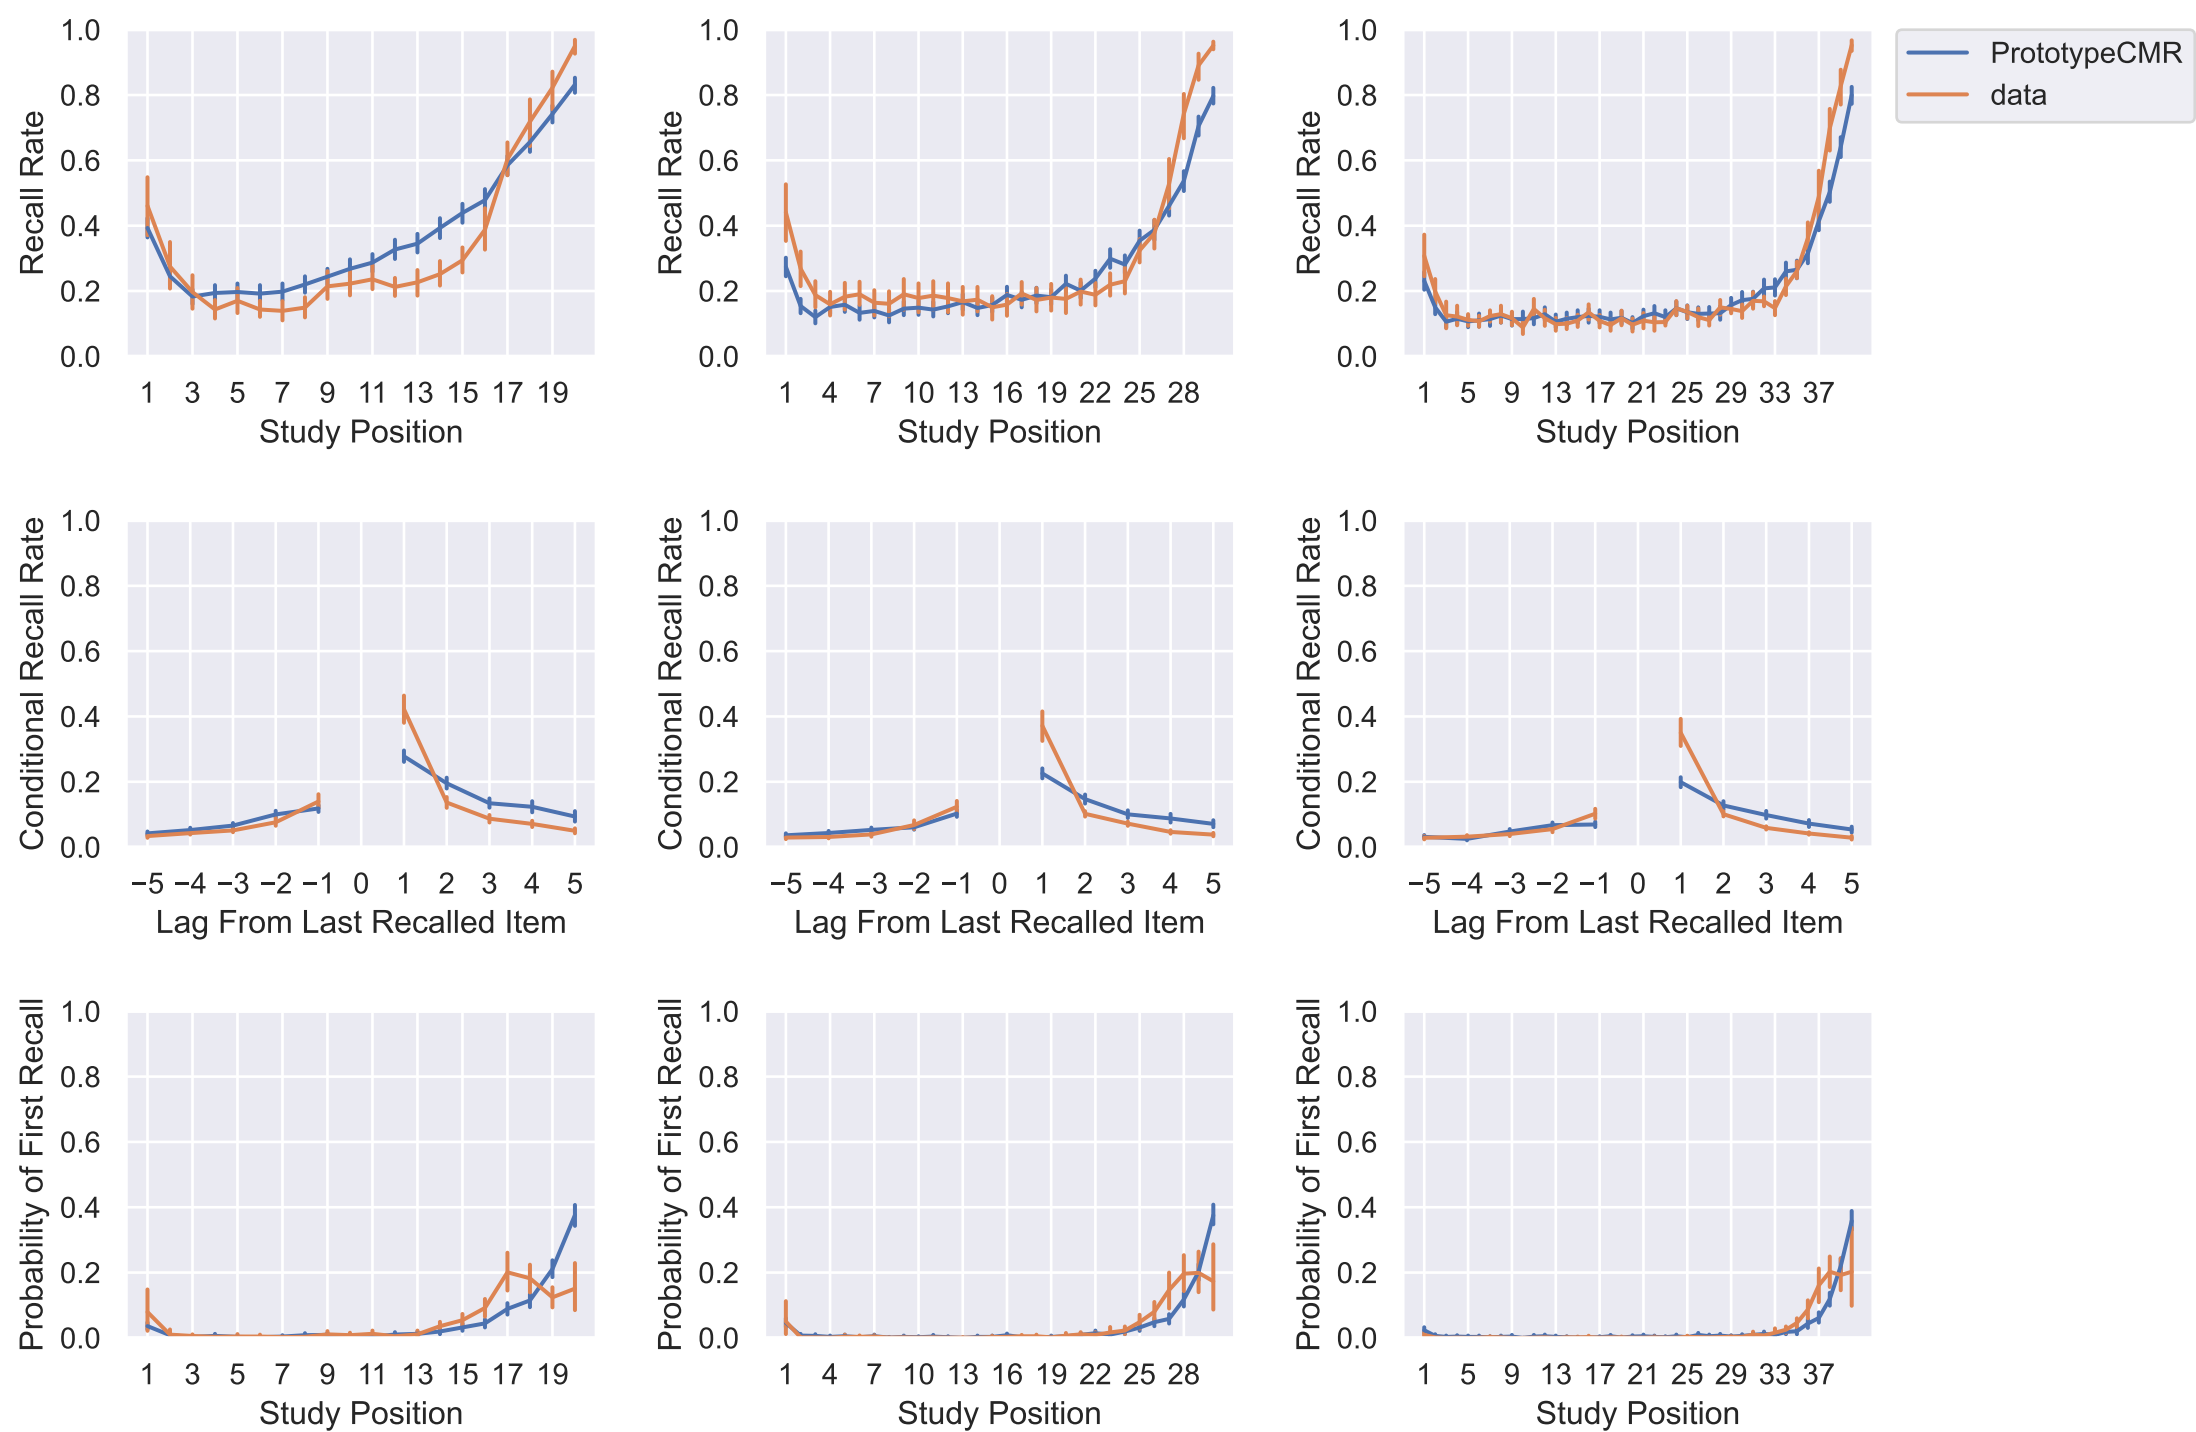 1.0
0.8
0.6
0.4
0.2
0.0
Recall Rate
1 3 5 7 9 11 13 15 17 19
Study Position
1.0
0.8
0.6
0.4
0.2
0.0
Recall Rate
1 4 7 10 13 16 19 22 25 28
Study Position
1.0
0.8
0.6
0.4
0.2
0.0
Recall Rate
1 5 9 13 17 21 25 29 33 37
Study Position
PrototypeCMR
data
1.0
0.8
0.6
0.4
0.2
0.0
Conditional Recall Rate
−5 −4 −3 −2 −1 0 1 2 3 4 5
Lag From Last Recalled Item
1.0
0.8
0.6
0.4
0.2
0.0
Conditional Recall Rate
−5 −4 −3 −2 −1 0 1 2 3 4 5
Lag From Last Recalled Item
1.0
0.8
0.6
0.4
0.2
0.0
Conditional Recall Rate
−5 −4 −3 −2 −1 0 1 2 3 4 5
Lag From Last Recalled Item
1.0
0.8
0.6
0.4
0.2
0.0
Probability of First Recall
1 3 5 7 9 11 13 15 17 19
Study Position
1.0
0.8
0.6
0.4
0.2
0.0
Probability of First Recall
1 4 7 10 13 16 19 22 25 28
Study Position
1.0
0.8
0.6
0.4
0.2
0.0
Probability of First Recall
1 5 9 13 17 21 25 29 33 37
Study Position